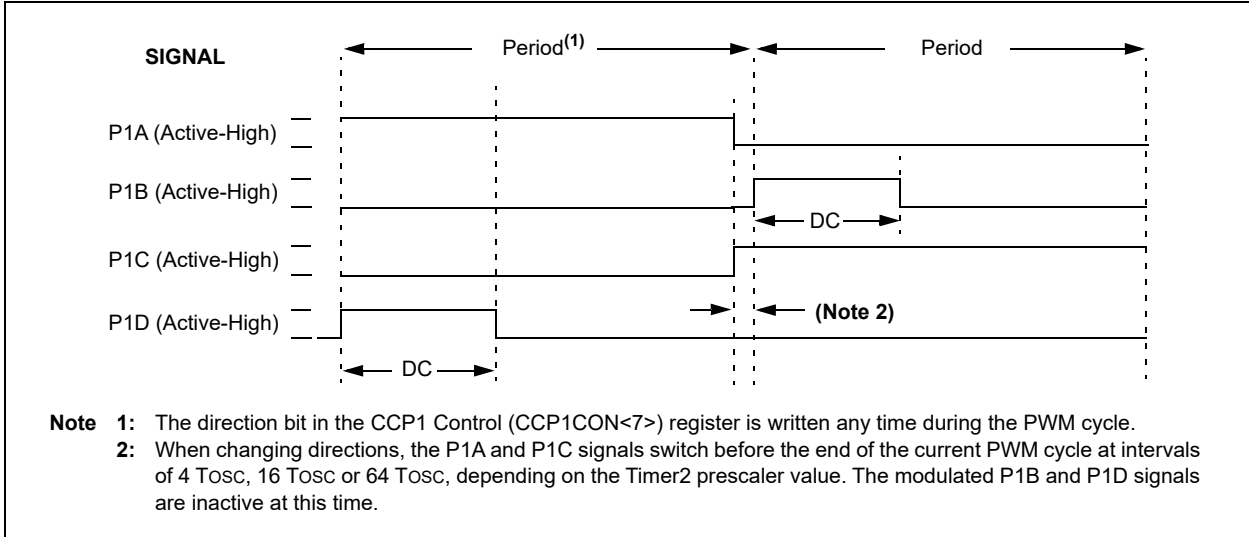 SIGNAL
Period(1)
Period
P1A (Active-High)
P1B (Active-High)
DC
P1C (Active-High)
P1D (Active-High)
(Note 2)
DC
Note 1: The direction bit in the CCP1 Control (CCP1CON<7>) register is written any time during the PWM cycle.
2: When changing directions, the P1A and P1C signals switch before the end of the current PWM cycle at intervals
of 4 TOSC, 16 TOSC or 64 TOSC, depending on the Timer2 prescaler value. The modulated P1B and P1D signals
are inactive at this time.